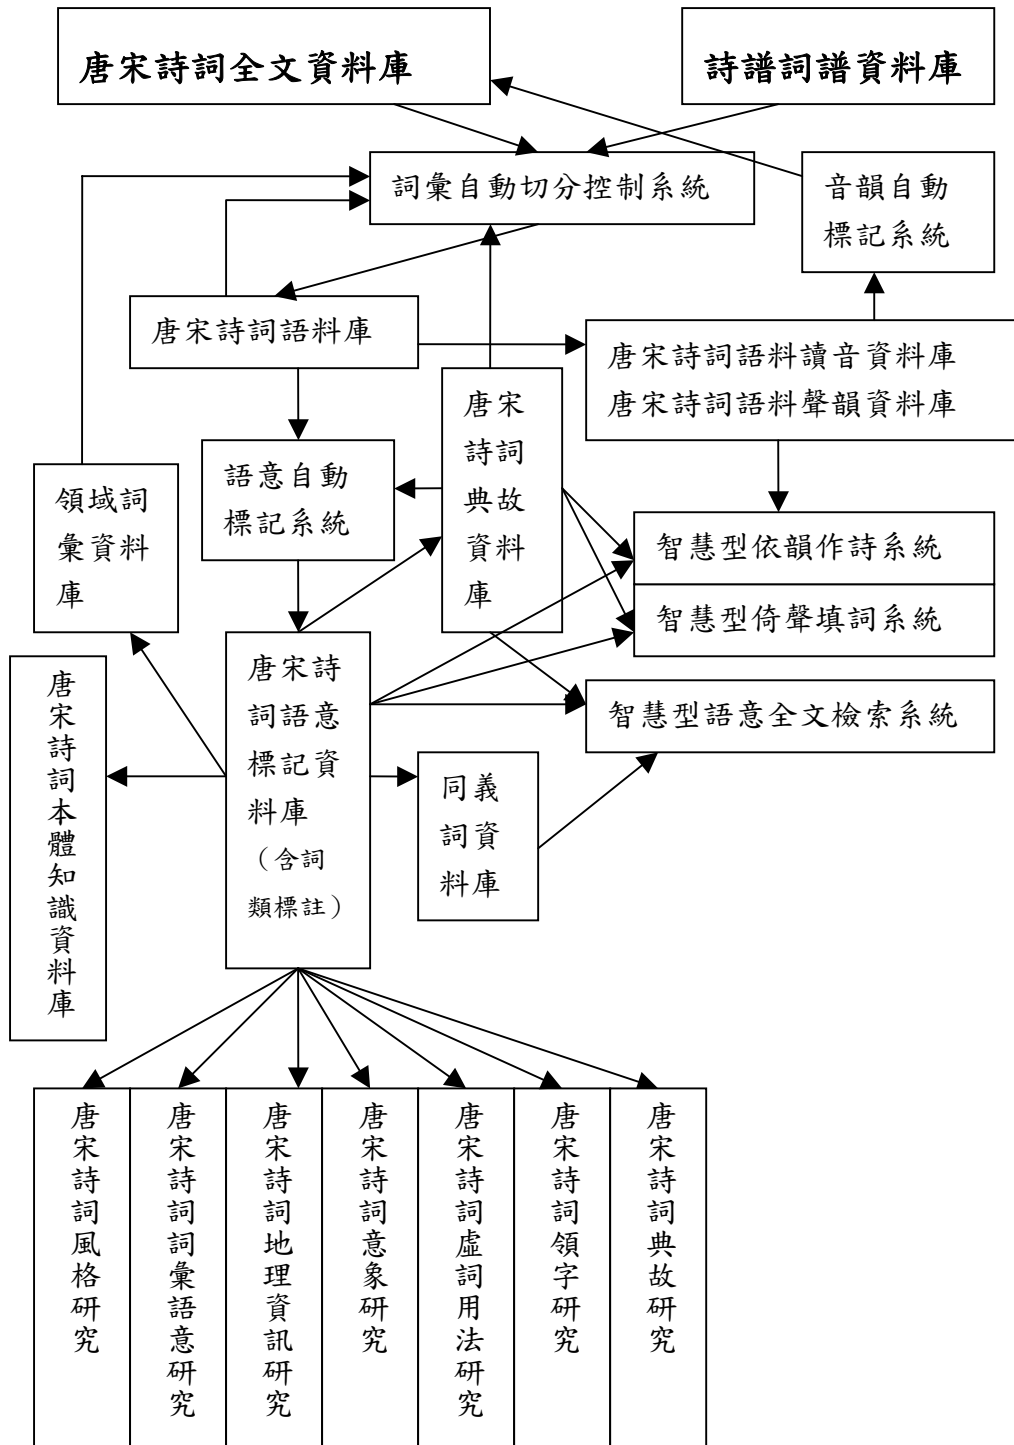 唐宋詩詞全文資料庫
詩譜詞譜資料庫
詞彙自動切分控制系統
音韻自動
標記系統
唐宋詩詞語料庫
唐宋詩詞語料讀音資料庫
唐宋詩詞語料聲韻資料庫
唐宋
詩詞
典故
資料
庫
語意自動
標記系統
領域詞
彙資料
庫
智慧型依韻作詩系統
智慧型倚聲填詞系統
唐宋詩
詞語意
標記資
料庫
（含詞
類標註）
唐宋詩詞本體知識資料庫
智慧型語意全文檢索系統
同義
詞資
料庫
唐宋詩詞風格研究
唐宋詩詞詞彙語意研究
唐宋詩詞地理資訊研究
唐宋詩詞意象研究
唐宋詩詞虛詞用法研究
唐宋詩詞領字研究
唐宋詩詞典故研究